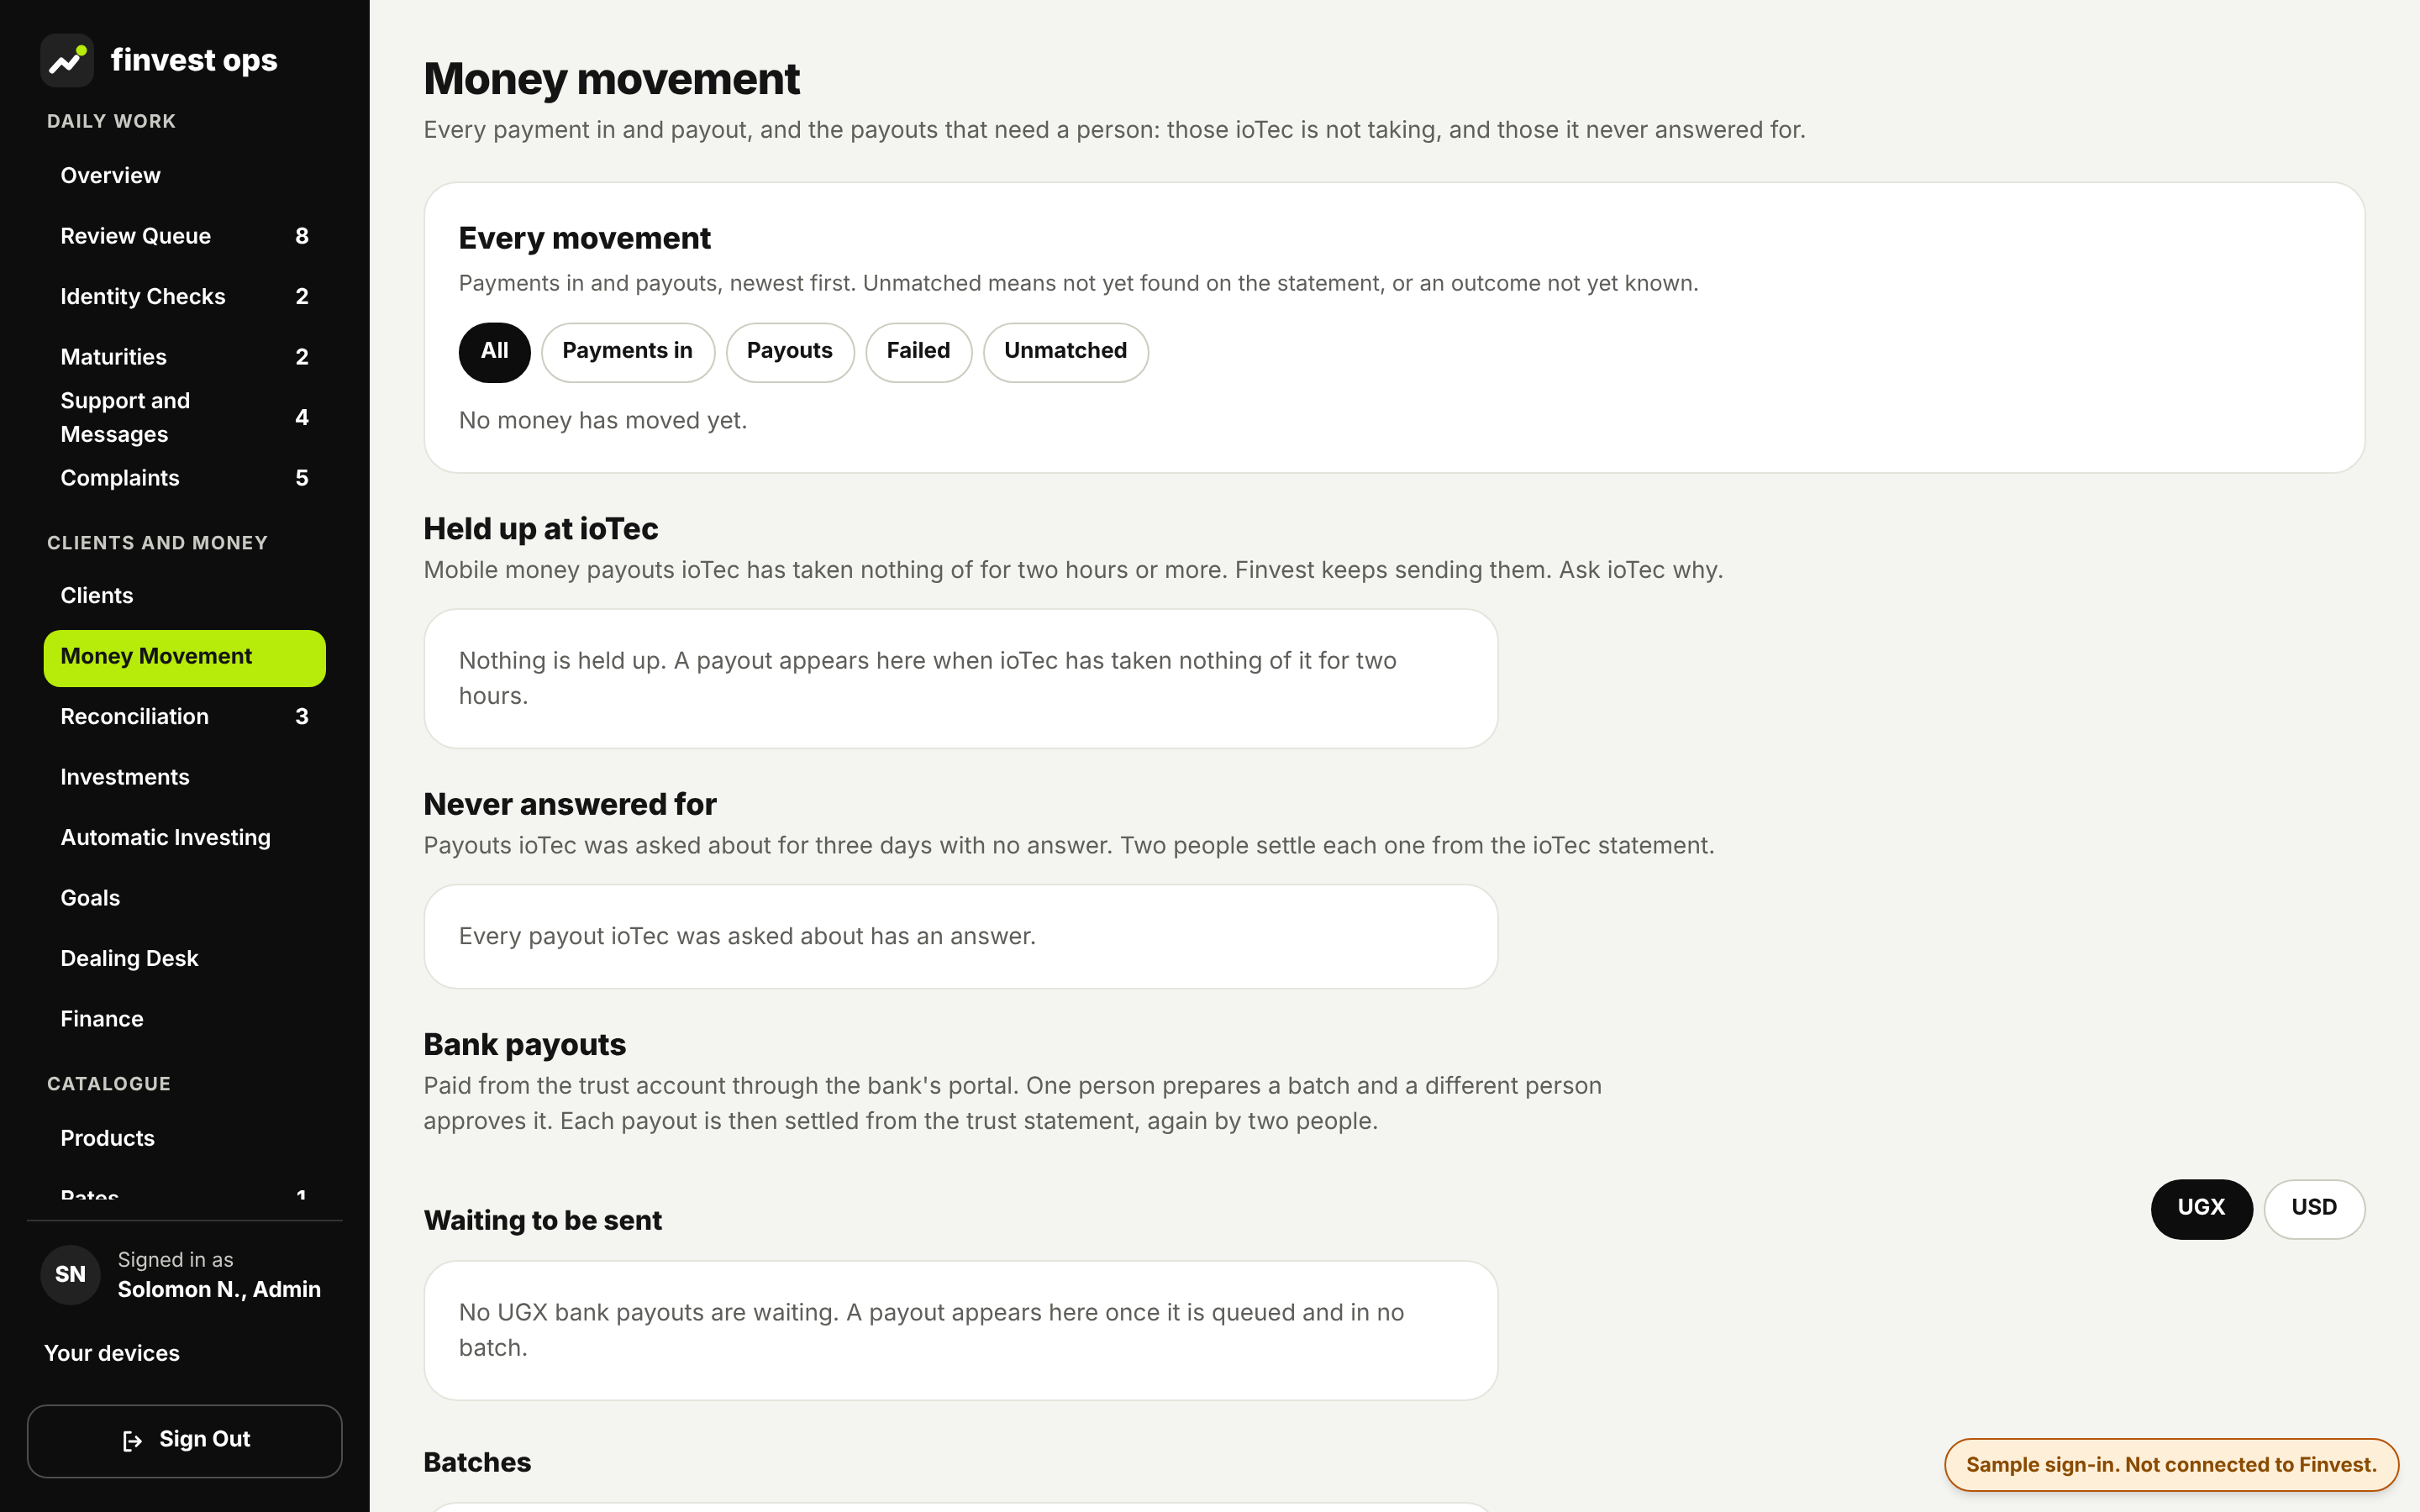 finvest ops
DAILY WORK
Overview
Review Queue 8
Identity Checks 2
Maturities 2
Support and
Messages 4
Complaints 5
CLIENTS AND MONEY
Clients
Money Movement
Reconciliation 3
Investments
Automatic Investing
Goals
Dealing Desk
Finance
CATALOGUE
Products
Rates 1
SN
Signed in as
Solomon N., Admin
Your devices
Sign Out
Money movement
Every payment in and payout, and the payouts that need a person: those ioTec is not taking, and those it never answered for.
Every movement
Payments in and payouts, newest first. Unmatched means not yet found on the statement, or an outcome not yet known.
All Payments in Payouts Failed Unmatched
No money has moved yet.
Held up at ioTec
Mobile money payouts ioTec has taken nothing of for two hours or more. Finvest keeps sending them. Ask ioTec why.
Nothing is held up. A payout appears here when ioTec has taken nothing of it for two
hours.
Never answered for
Payouts ioTec was asked about for three days with no answer. Two people settle each one from the ioTec statement.
Every payout ioTec was asked about has an answer.
Bank payouts
Paid from the trust account through the bank's portal. One person prepares a batch and a different person
approves it. Each payout is then settled from the trust statement, again by two people.
Waiting to be sent
UGX USD
No UGX bank payouts are waiting. A payout appears here once it is queued and in no
batch.
Batches
Sample sign-in. Not connected to Finvest.